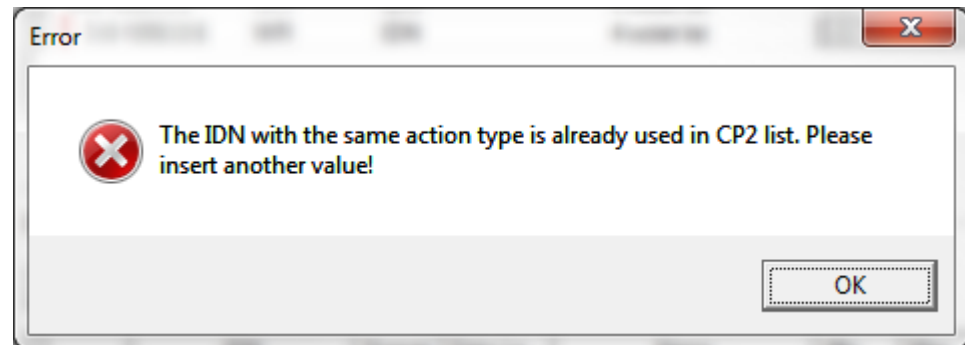 Error
The IDN with the same action type is already used in CP2 list. Please
insert another value!
OK